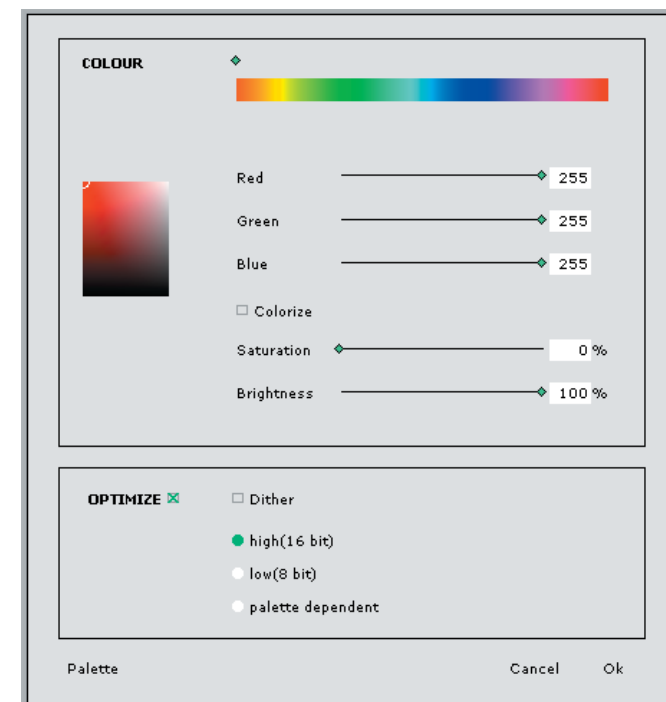 COLOUR
Red 255
Green 255
Blue 255
Colorize
Saturation 0 %
Brightness 100 %
OPTIMIZE Dither
high(16 bit)
low(8 bit)
palette dependent
Palette Cancel Ok